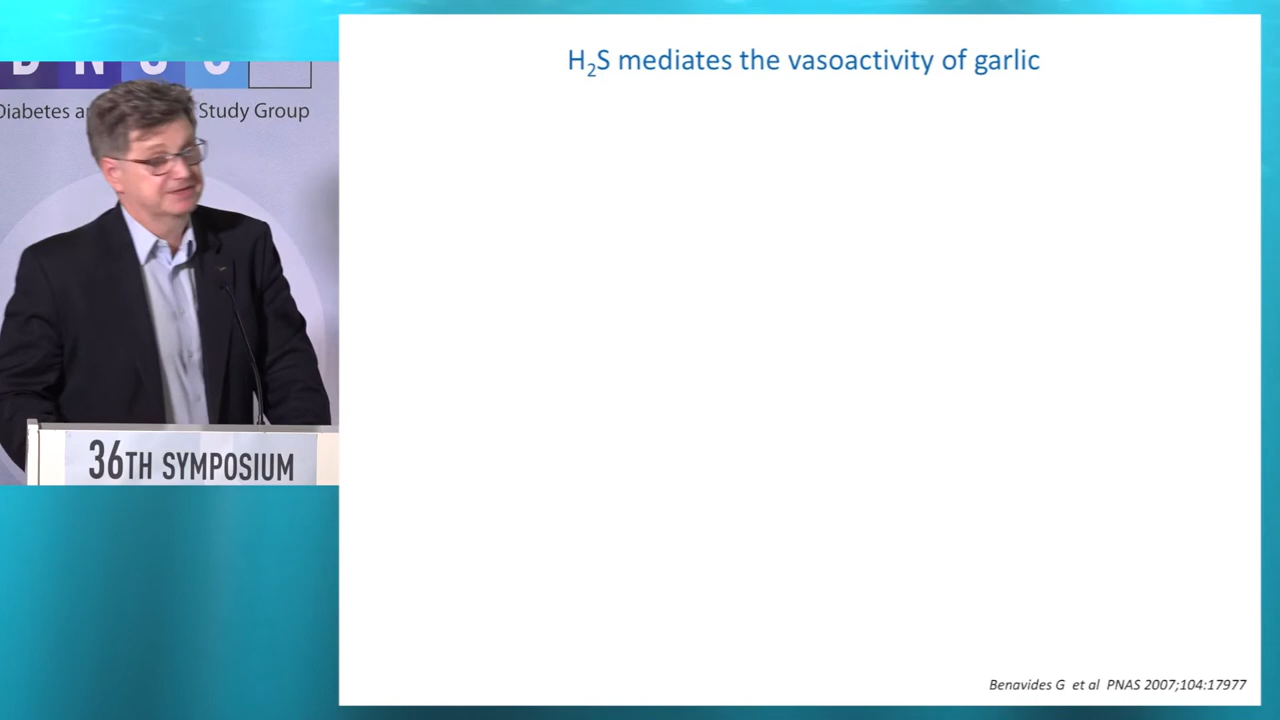 Diabetes a Study Group
36TH SYMPOSIUM
H₂S mediates the vasoactivity of garlic
Benavides G et al PNAS 2007;104:17977